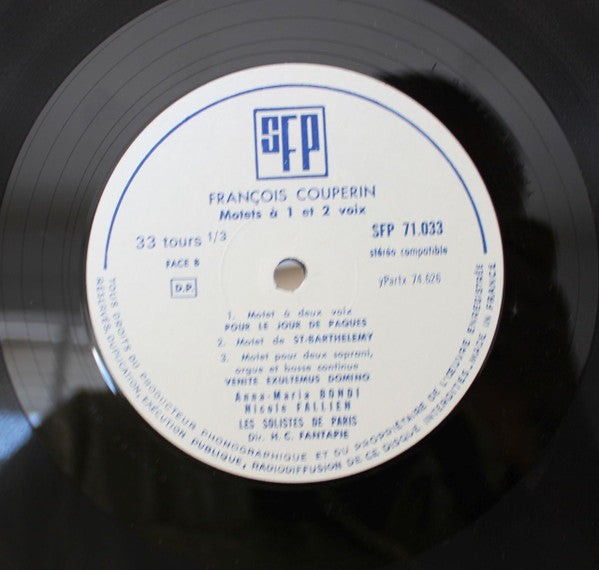 SFP
FRANÇOIS COUPERIN
Motets à 1 et 2 voix
33 tours 1/3
SFP 71.033
stéréo compatible
FACE B
yPartx 74.626
D.P.
1. Motet à deux voix
POUR LE JOUR DE PAQUES
2. Motet de ST-BARTHELEMY
3. Motet pour deux soprani,
orgue et basse continue
VENITE EXULTEMUS DOMINO
Anna-Maria BONDI
Nicole FALLIEN
LES SOLISTES DE PARIS
Dir. H. C. FANTAPIE
TOUS DROITS DU PRODUCTEUR PHONOGRAPHIQUE ET DU PROPRIETAIRE DE L'ŒUVRE ENREGISTRÉE
RÉSERVÉS, DUPLICATION, EXÉCUTION PUBLIQUE, RADIODIFFUSION DE CE DISQUE INTERDITES. MADE IN FRANCE